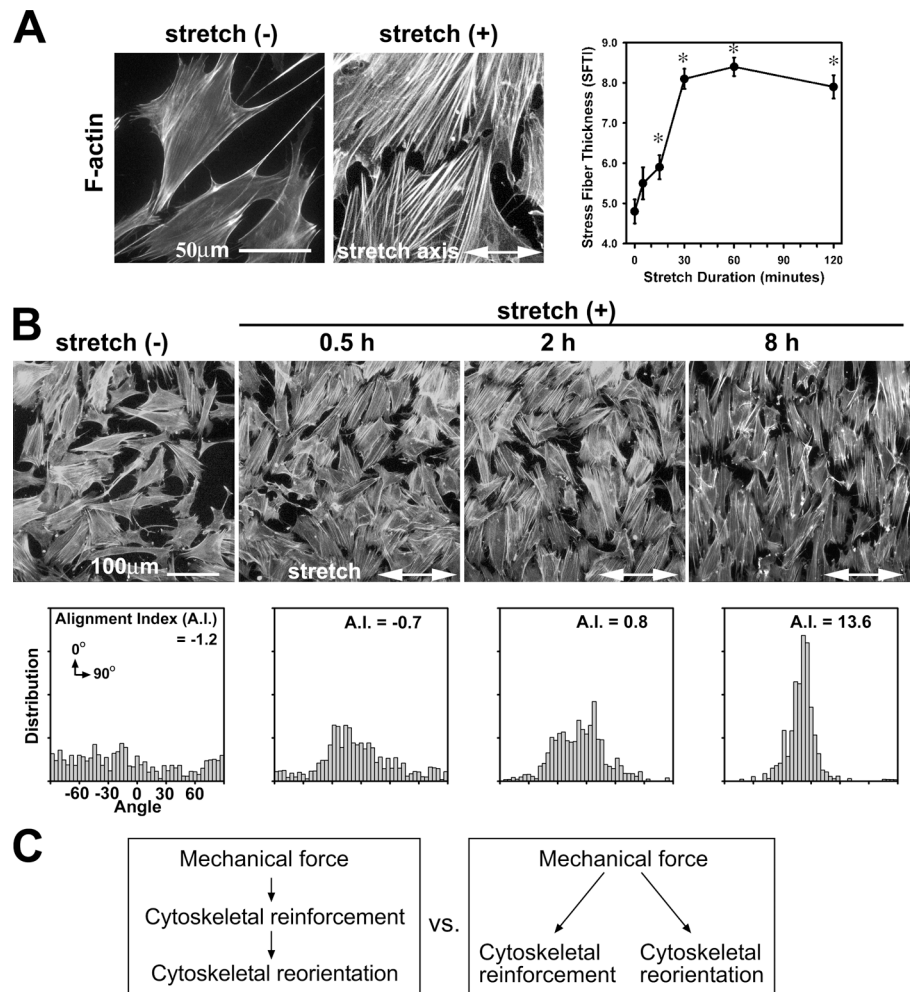 A
stretch (-)
stretch (+)
F-actin
50μm
stretch axis
Stress Fiber Thickness (SFTI)
9.0
8.0
7.0
6.0
5.0
4.0
*
*
*
*
0
30
60
90
120
Stretch Duration (minutes)
B
stretch (+)
stretch (-)
0.5 h
2 h
8 h
100μm
stretch
Distribution
Alignment Index (A.I.)
= -1.2
0°
90°
-60
-30
0
30
60
Angle
A.I. = -0.7
A.I. = 0.8
A.I. = 13.6
C
Mechanical force
Cytoskeletal reinforcement
Cytoskeletal reorientation
vs.
Mechanical force
Cytoskeletal
reinforcement
Cytoskeletal
reorientation